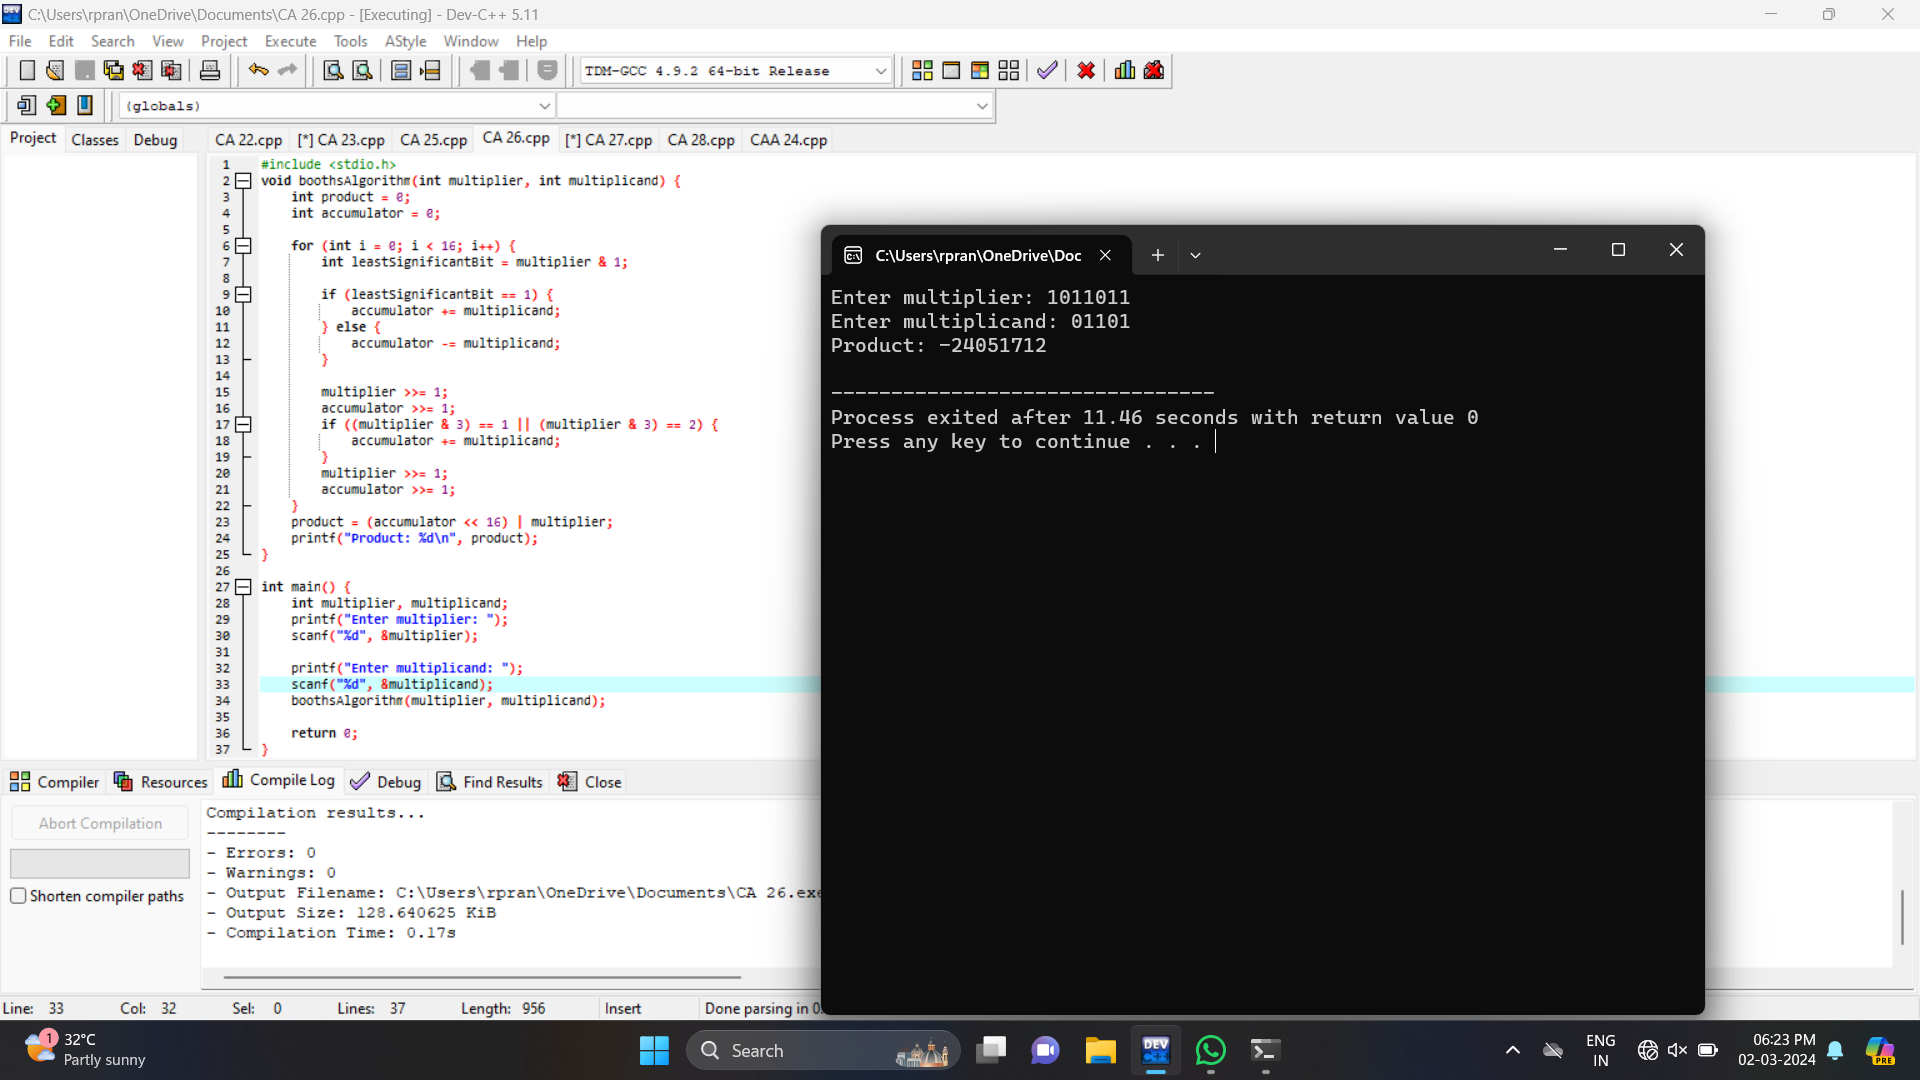 C:\Users\rpran\OneDrive\Documents\CA 26.cpp - [Executing] - Dev-C++ 5.11
File Edit Search View Project Execute Tools AStyle Window Help
TDM-GCC 4.9.2 64-bit Release
(globals)
Project Classes Debug
CA 22.cpp [*] CA 23.cpp CA 25.cpp CA 26.cpp [*] CA 27.cpp CA 28.cpp CAA 24.cpp
1 #include <stdio.h>
2 void boothsAlgorithm(int multiplier, int multiplicand) {
3 int product = 0;
4 int accumulator = 0;
5
6 for (int i = 0; i < 16; i++) {
7 int leastSignificantBit = multiplier & 1;
8
9 if (leastSignificantBit == 1) {
10 accumulator += multiplicand;
11 } else {
12 accumulator -= multiplicand;
13 }
14
15 multiplier >>= 1;
16 accumulator >>= 1;
17 if ((multiplier & 3) == 1 || (multiplier & 3) == 2) {
18 accumulator += multiplicand;
19 }
20 multiplier >>= 1;
21 accumulator >>= 1;
22 }
23 product = (accumulator << 16) | multiplier;
24 printf("Product: %d\n", product);
25 }
26
27 int main() {
28 int multiplier, multiplicand;
29 printf("Enter multiplier: ");
30 scanf("%d", &multiplier);
31
32 printf("Enter multiplicand: ");
33 scanf("%d", &multiplicand);
34 boothsAlgorithm(multiplier, multiplicand);
35
36 return 0;
37 }
C:\Users\rpran\OneDrive\Doc
Enter multiplier: 1011011
Enter multiplicand: 01101
Product: -24051712
--------------------------------
Process exited after 11.46 seconds with return value 0
Press any key to continue . . .
Compiler Resources Compile Log Debug Find Results Close
Abort Compilation
Shorten compiler paths
Compilation results...
--------
- Errors: 0
- Warnings: 0
- Output Filename: C:\Users\rpran\OneDrive\Documents\CA 26.exe
- Output Size: 128.640625 KiB
- Compilation Time: 0.17s
Line: 33 Col: 32 Sel: 0 Lines: 37 Length: 956 Insert Done parsing in 0
1
32°C
Partly sunny
Search
DEV
ENG
IN
06:23 PM
02-03-2024
PRE